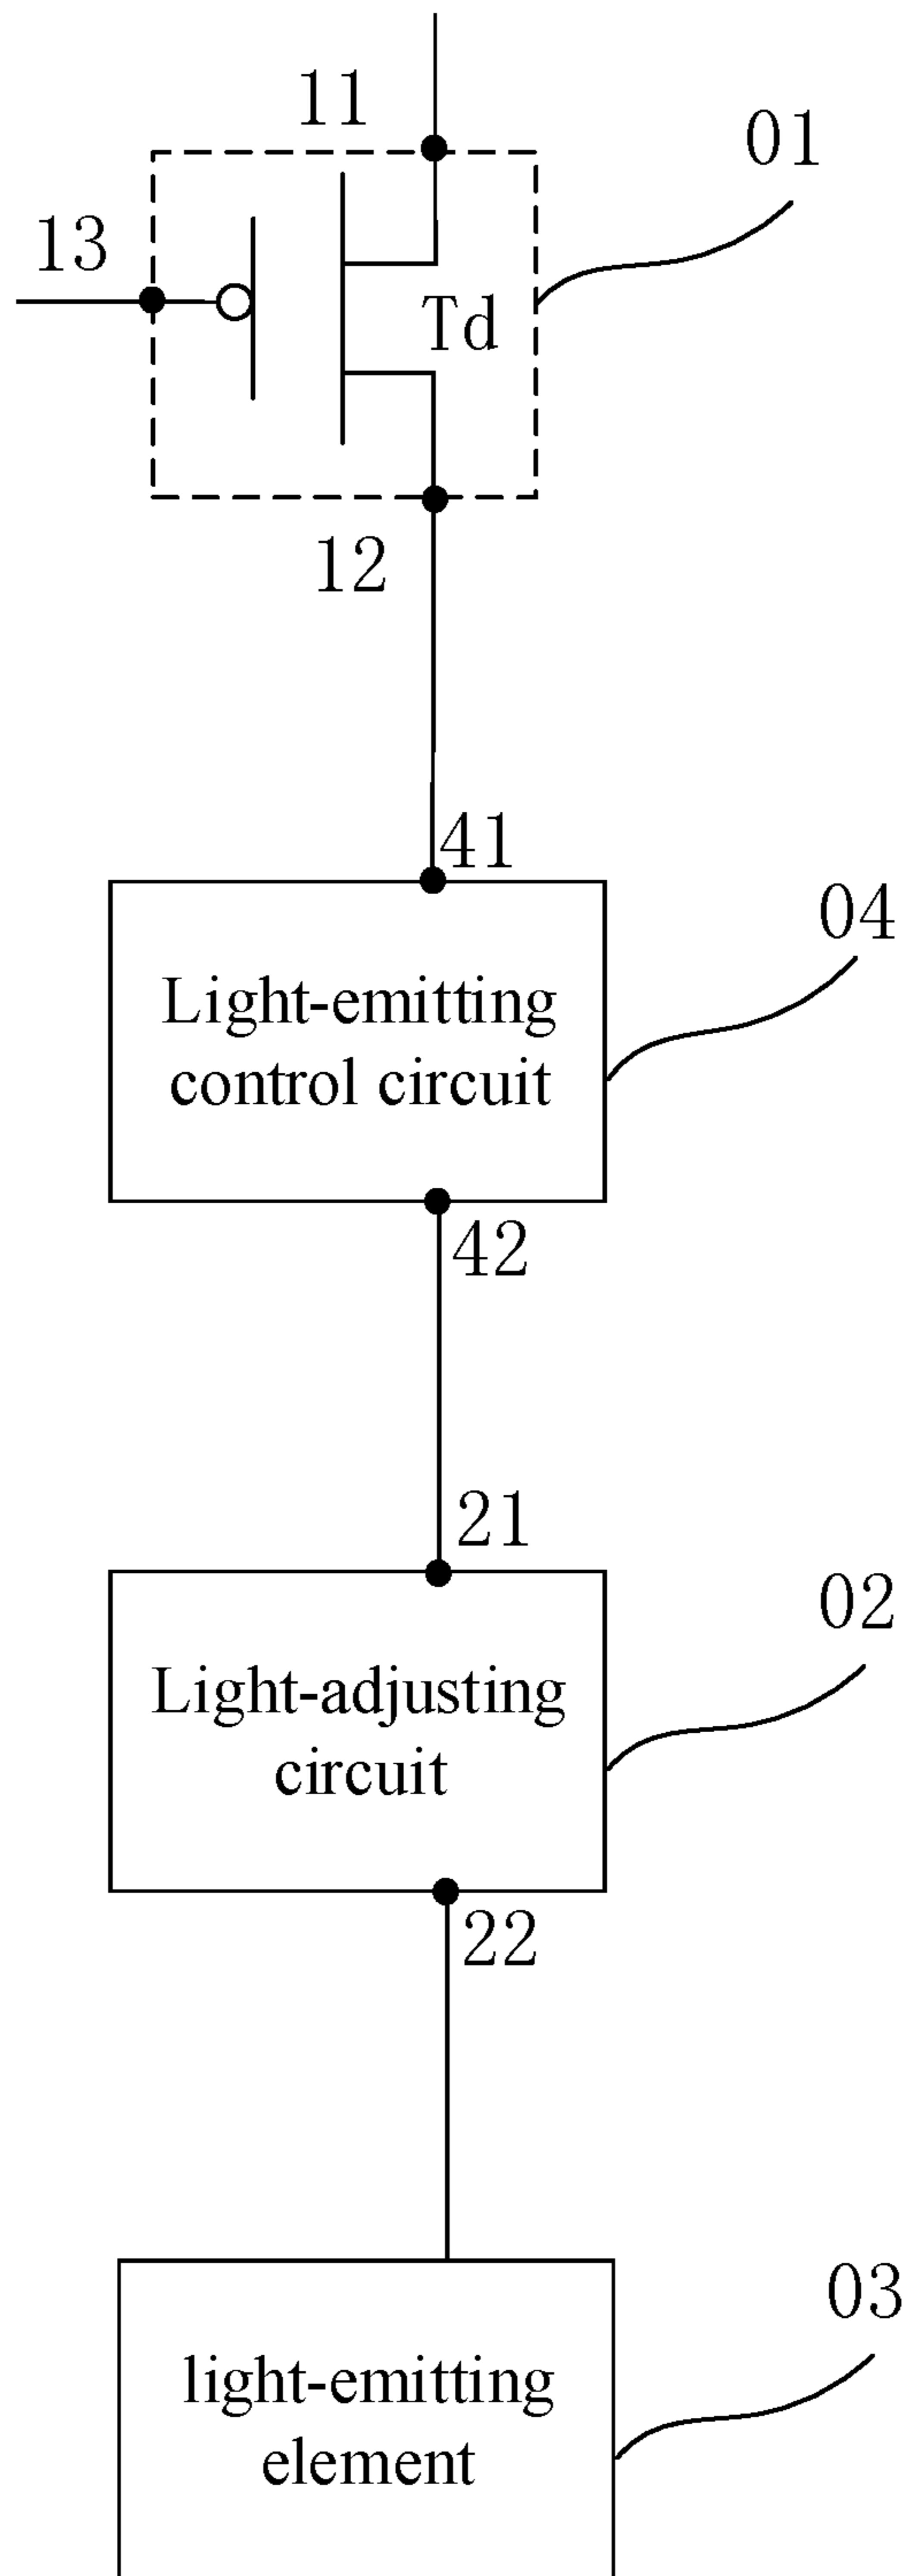 11
01
13
Td
12
41
04
Light-emitting
control circuit
42
21
02
Light-adjusting
circuit
22
03
light-emitting
element